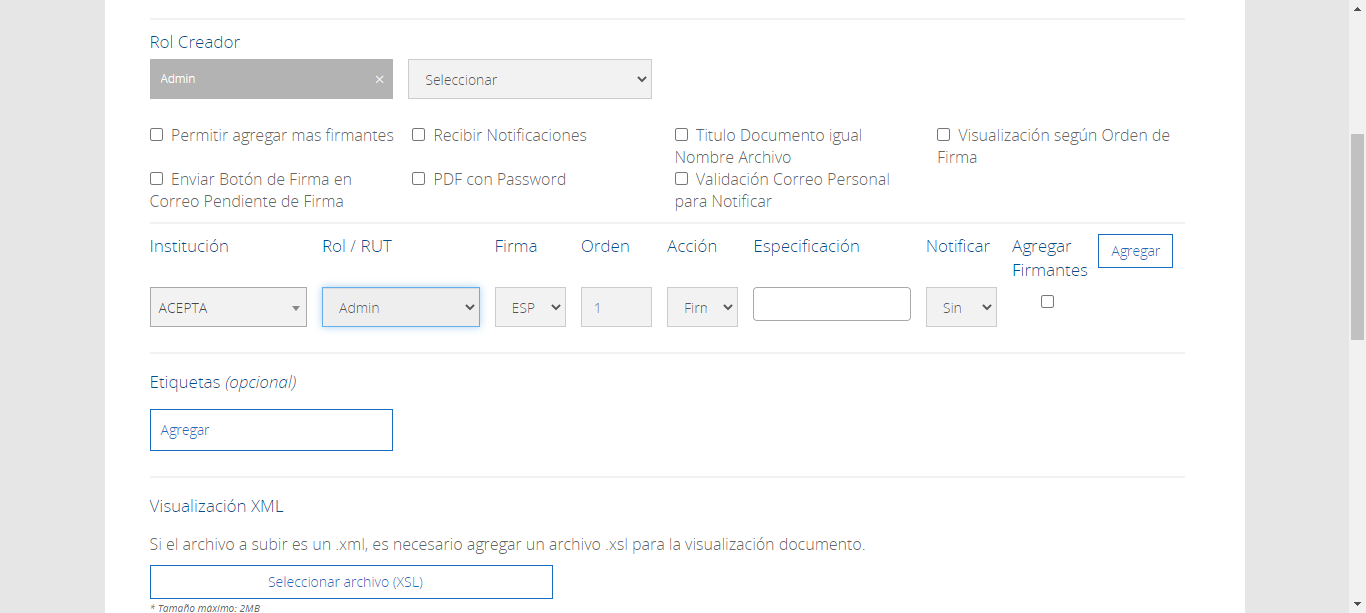 Rol Creador
Admin ×
Seleccionar
Permitir agregar mas firmantes
Recibir Notificaciones
Titulo Documento igual
Nombre Archivo
Visualización según Orden de
Firma
Enviar Botón de Firma en
Correo Pendiente de Firma
PDF con Password
Validación Correo Personal
para Notificar
Institución
Rol / RUT
Firma
Orden
Acción
Especificación
Notificar
Agregar
Firmantes
Agregar
ACEPTA
Admin
ESP
1
Firn
Sin
Etiquetas (opcional)
Agregar
Visualización XML
Si el archivo a subir es un .xml, es necesario agregar un archivo .xsl para la visualización documento.
Seleccionar archivo (XSL)
* Tamaño máximo: 2MB